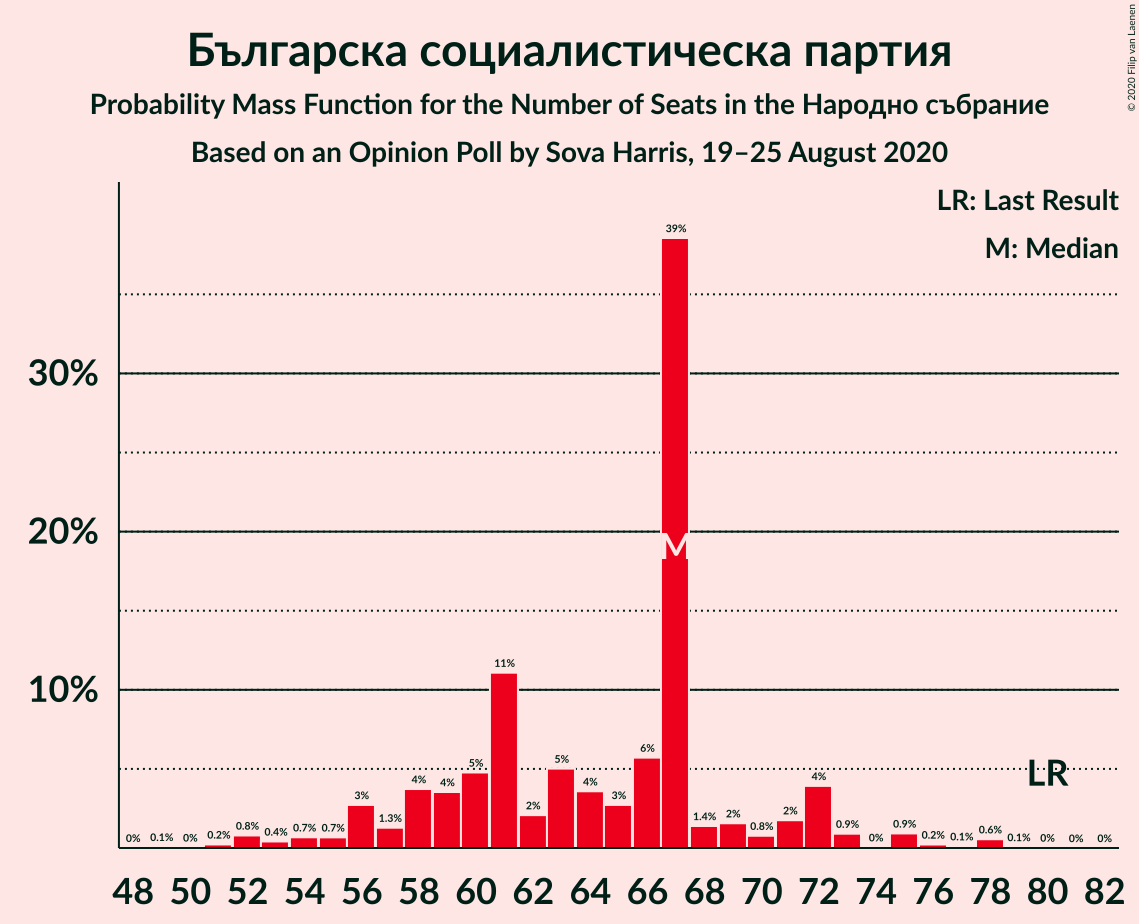 Българска социалистическа партия
Probability Mass Function for the Number of Seats in the Народно събрание
Based on an Opinion Poll by Sova Harris, 19–25 August 2020
© 2020 Filip van Laenen
LR: Last Result
M: Median
39%
30%
20%
M
11%
10%
6%
5% 5%
LR
4% 4% 4% 4%
3% 3%
2% 2% 2%
0% 0.1% 0% 0.2% 0.8% 0.4% 0.7% 0.7% 1.3% 1.4% 0.8% 0.9% 0% 0.9% 0.2% 0.1% 0.6% 0.1% 0% 0% 0%
48 50 52 54 56 58 60 62 64 66 68 70 72 74 76 78 80 82